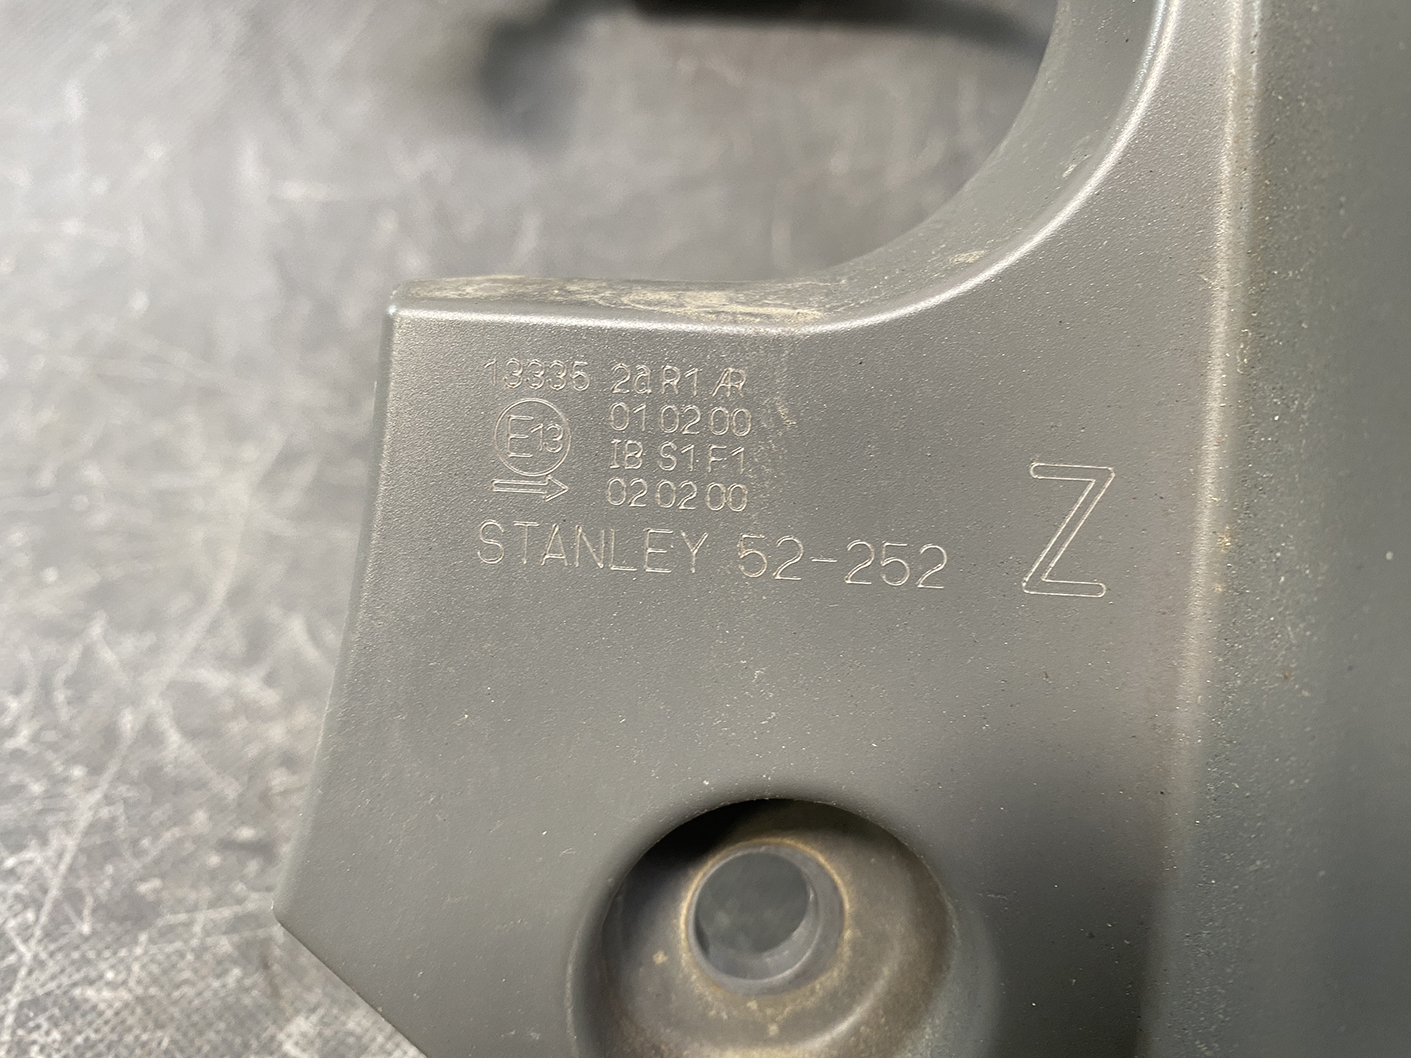 13335 2a R1 AR
E13 01 02 00
IB S1 F1
→ 02 02 00
STANLEY 52-252
Z